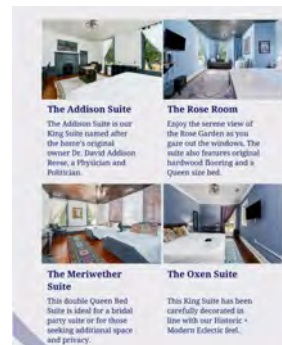 The Addison Suite
The Addison Suite is our
King Suite named after
the home's original
owner Dr. David Addison
Reese, a Physician and
Politician.
The Rose Room
Enjoy the serene view of
the Rose Garden as you
gaze out the windows. The
suite also features original
hardwood flooring and a
Queen size bed.
The Meriwether
Suite
This double Queen Bed
Suite is ideal for a bridal
party suite or for those
seeking additional space
and privacy.
The Oxen Suite
This King Suite has been
carefully decorated in
line with our Historic +
Modern Eclectic feel.